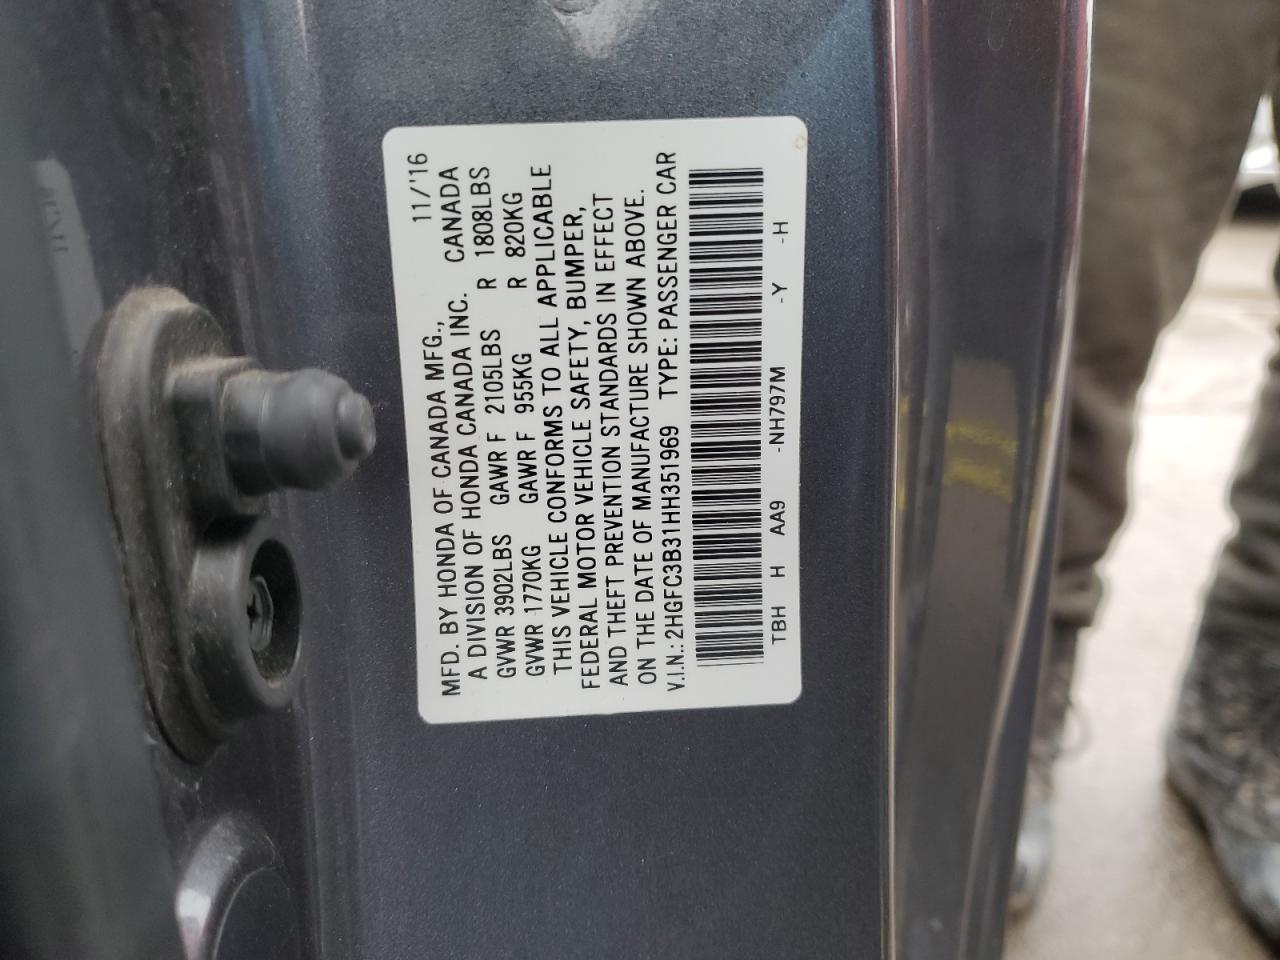 11/'16
MFD. BY HONDA OF CANADA MFG.,
A DIVISION OF HONDA CANADA INC. CANADA
GVWR 3902LBS GAWR F 2105LBS R 1808LBS
GVWR 1770KG GAWR F 955KG R 820KG
THIS VEHICLE CONFORMS TO ALL APPLICABLE
FEDERAL MOTOR VEHICLE SAFETY, BUMPER,
AND THEFT PREVENTION STANDARDS IN EFFECT
ON THE DATE OF MANUFACTURE SHOWN ABOVE.
V.I.N.: 2HGFC3B31HH351969 TYPE: PASSENGER CAR
TBH H AA9 -NH797M -Y -H